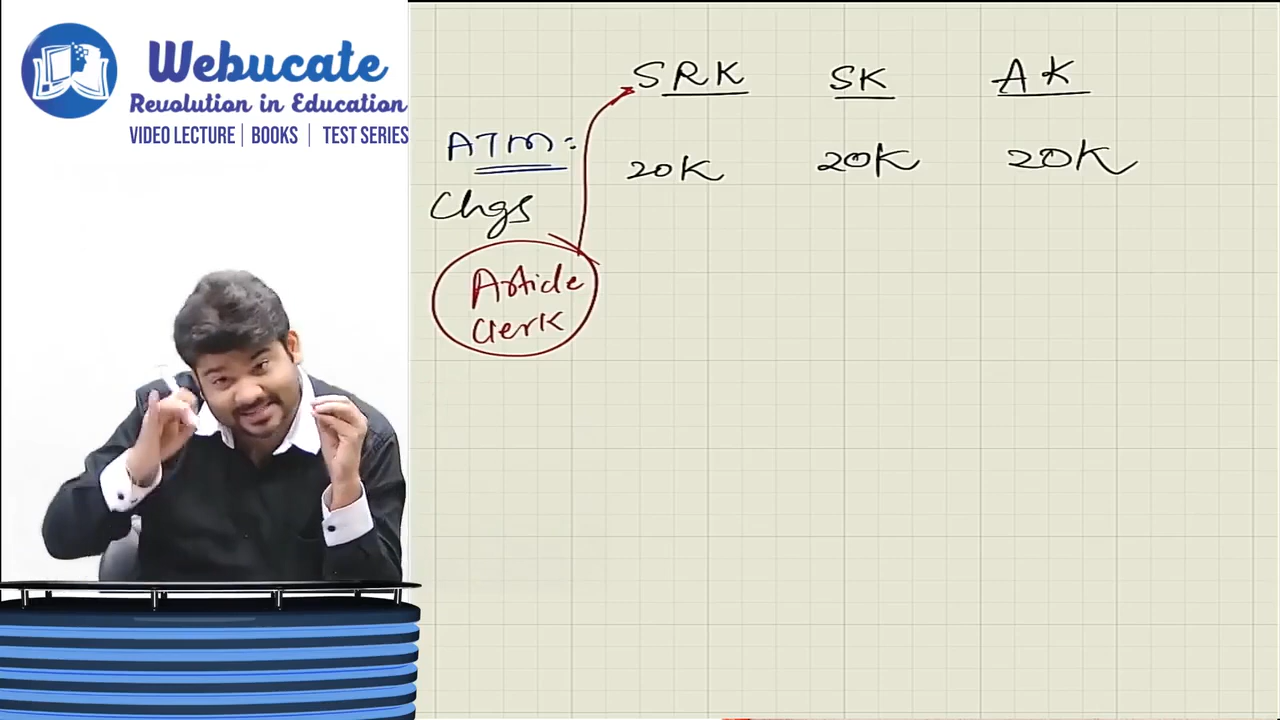 Webucate
Revolution in Education
VIDEO LECTURE | BOOKS | TEST SERIES
SRK SK AK
ATM:
20K 20K 20K
Chgs
Article
Clerk